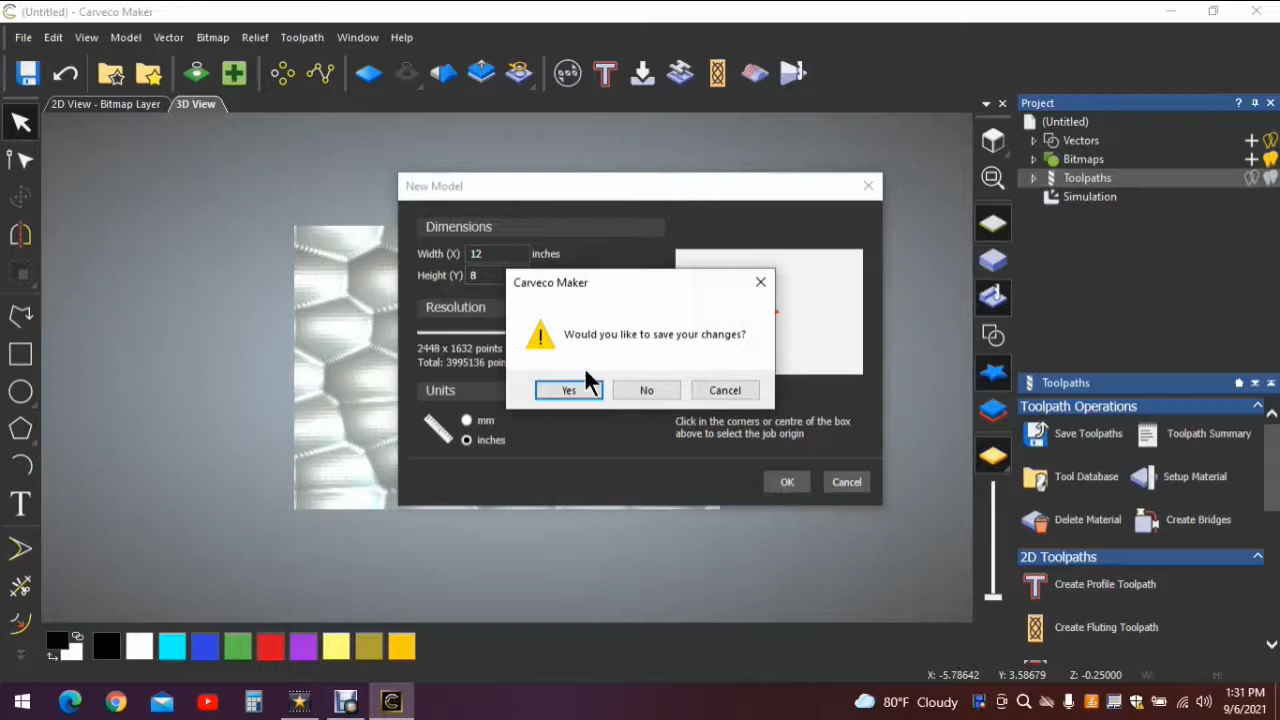 (Untitled) - Carveco Maker
File Edit View Model Vector Bitmap Relief Toolpath Window Help
2D View - Bitmap Layer 3D View
Project
(Untitled)
Vectors
Bitmaps
Toolpaths
Simulation
New Model
Dimensions
Width (X) 12 inches
Height (Y) 8
Resolution
2448 x 1632 points
Total: 3995136 poin
Units
mm
inches
Click in the corners or centre of the box
above to select the job origin
OK Cancel
Carveco Maker
Would you like to save your changes?
Yes No Cancel
Toolpaths
Toolpath Operations
Save Toolpaths Toolpath Summary
Tool Database Setup Material
Delete Material Create Bridges
2D Toolpaths
Create Profile Toolpath
Create Fluting Toolpath
X: -5.78642 Y: 3.58679 Z: -0.25000 W: H:
80°F Cloudy
1:31 PM
9/6/2021